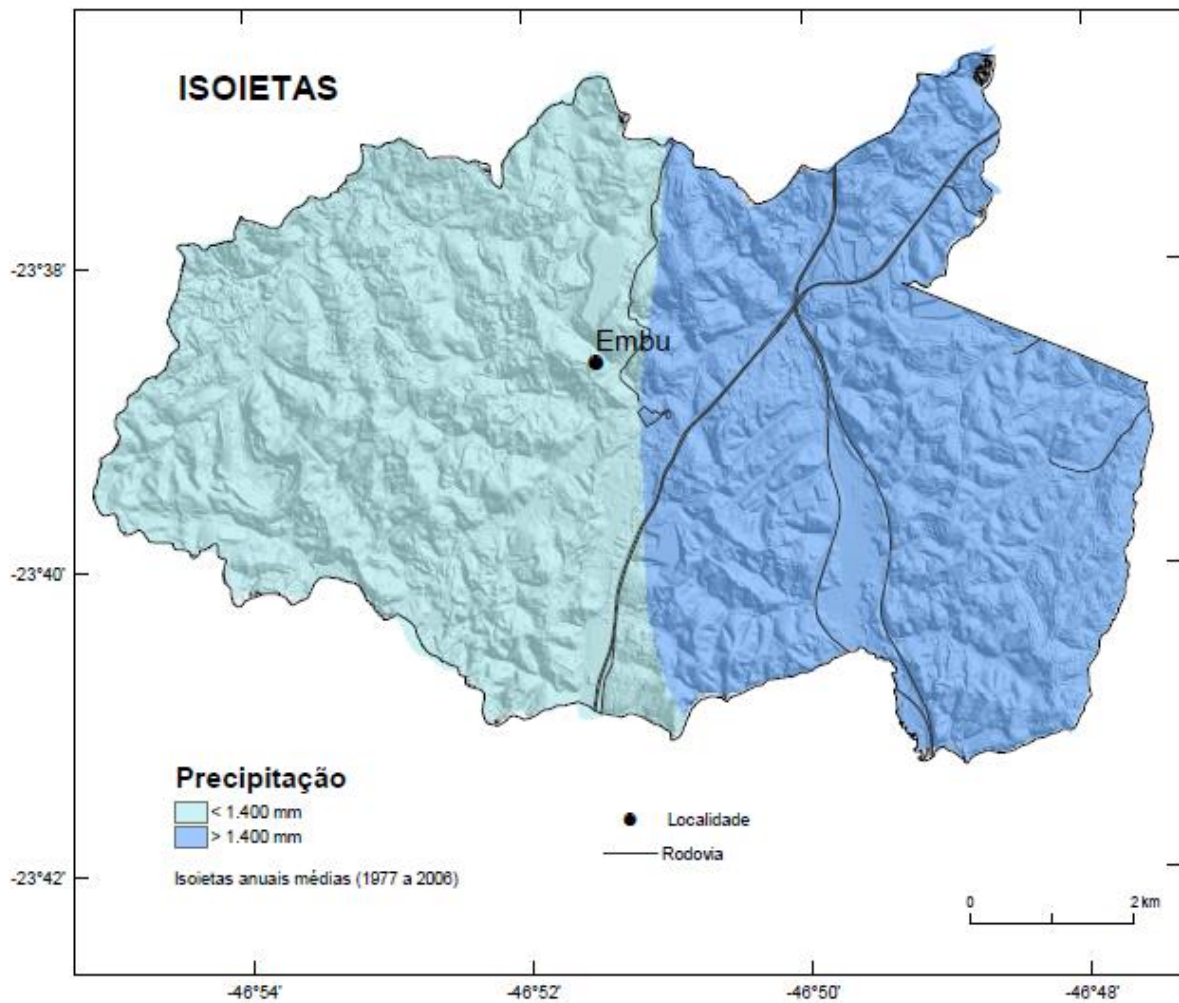 ISOIETAS
-23°38'
Embu
-23°40'
Precipitação
< 1.400 mm
> 1.400 mm
Localidade
Rodovia
Isoietas anuais médias (1977 a 2006)
-23°42'
0 2 km
-46°54' -46°52' -46°50' -46°48'